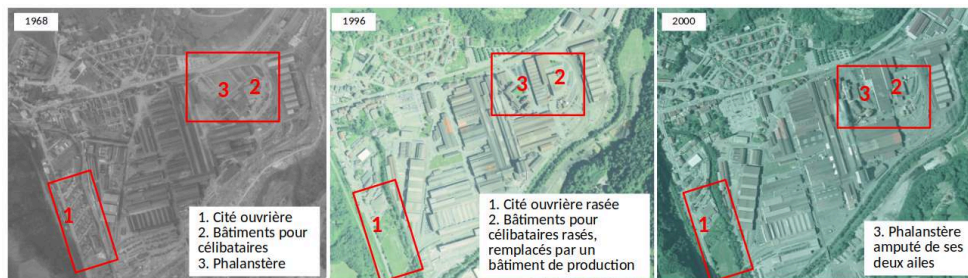 1968
3
2
1
1. Cité ouvrière
2. Bâtiments pour
célibataires
3. Phalanstère
1996
3
2
1
1. Cité ouvrière rasée
2. Bâtiments pour
célibataires rasés,
remplacés par un
bâtiment de production
2000
3
2
1
3. Phalanstère
amputé de ses
deux ailes